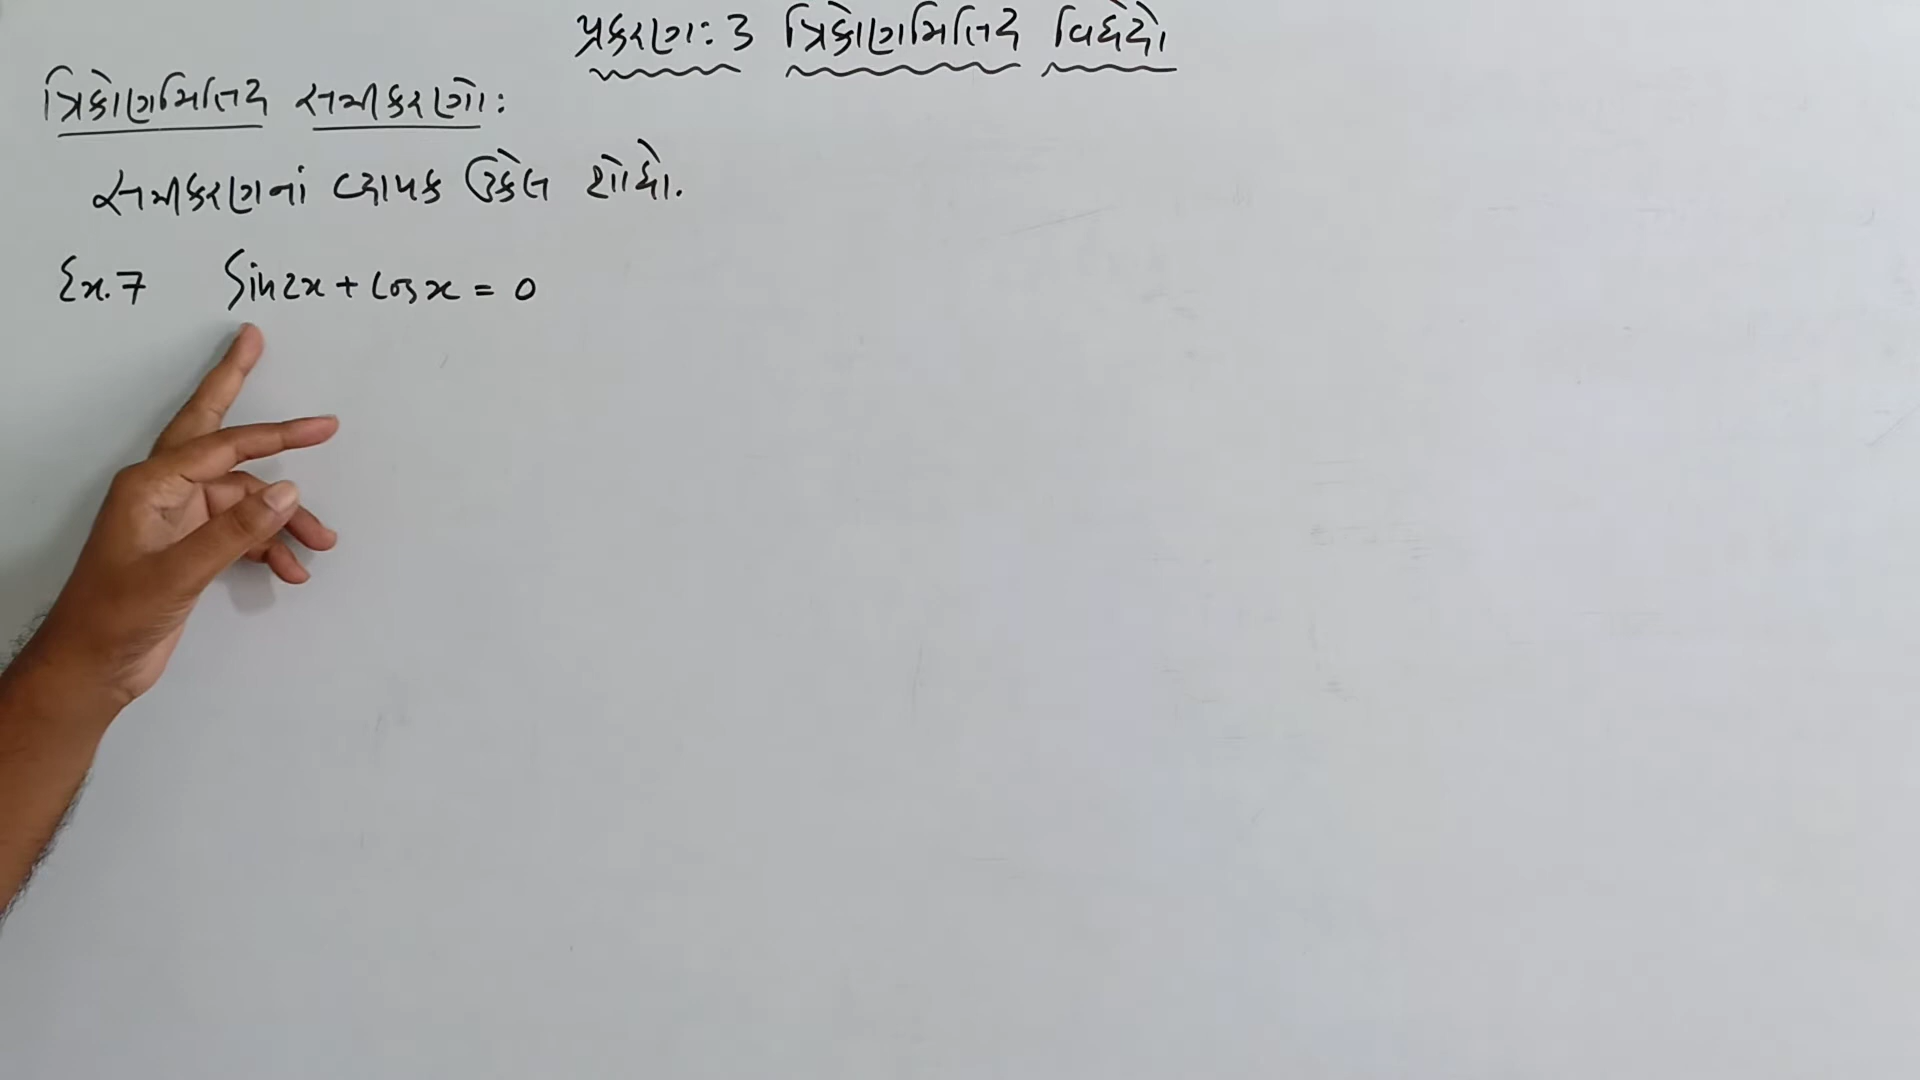 પ્રકરણ: 3 ત્રિકોણમિતિય વિધેયો
ત્રિકોણમિતિય સમીકરણો:
સમીકરણનાં વ્યાપક ઉકેલ શોધો.
Ex.7 Sin2x + Cosx = 0